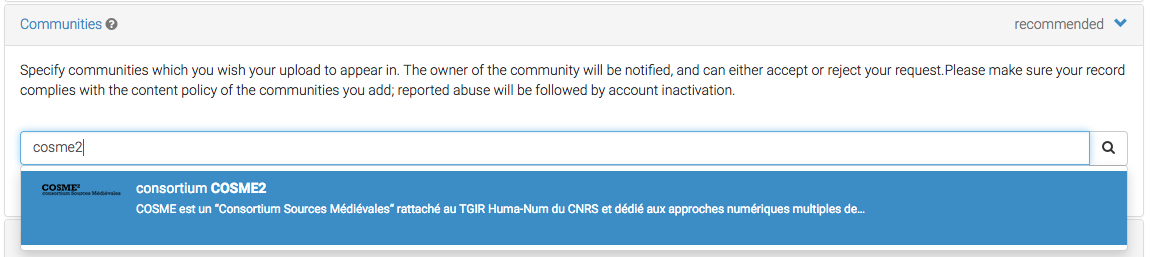 Communities
recommended
Specify communities which you wish your upload to appear in. The owner of the community will be notified, and can either accept or reject your request.Please make sure your record
complies with the content policy of the communities you add; reported abuse will be followed by account inactivation.
cosme2
COSME²
consortium Sources Médiévales
consortium COSME2
COSME est un "Consortium Sources Médiévales" rattaché au TGIR Huma-Num du CNRS et dédié aux approches numériques multiples de...